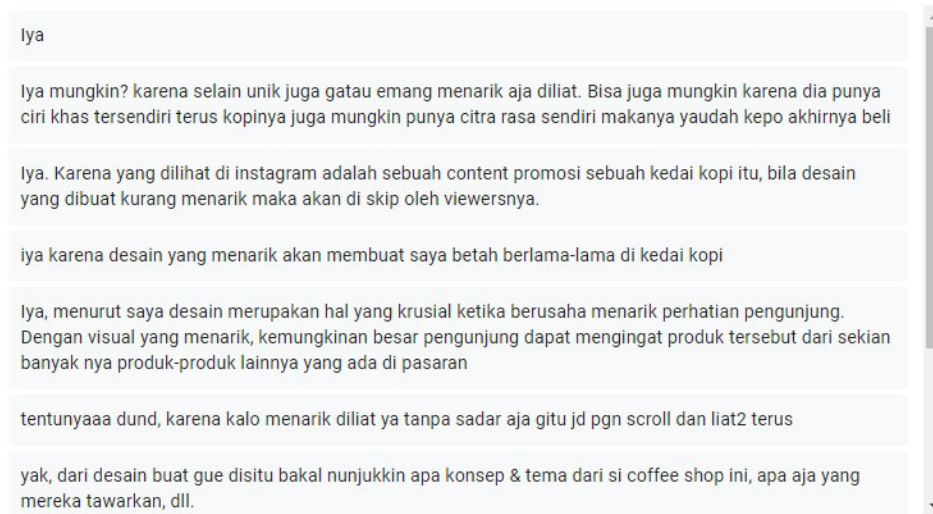 Iya
Iya mungkin? karena selain unik juga gatau emang menarik aja diliat. Bisa juga mungkin karena dia punya
ciri khas tersendiri terus kopinya juga mungkin punya citra rasa sendiri makanya yaudah kepo akhirnya beli
Iya. Karena yang dilihat di instagram adalah sebuah content promosi sebuah kedai kopi itu, bila desain
yang dibuat kurang menarik maka akan di skip oleh viewersnya.
iya karena desain yang menarik akan membuat saya betah berlama-lama di kedai kopi
Iya, menurut saya desain merupakan hal yang krusial ketika berusaha menarik perhatian pengunjung.
Dengan visual yang menarik, kemungkinan besar pengunjung dapat mengingat produk tersebut dari sekian
banyak nya produk-produk lainnya yang ada di pasaran
tentunyaaa dund, karena kalo menarik diliat ya tanpa sadar aja gitu jd pgn scroll dan liat2 terus
yak, dari desain buat gue disitu bakal nunjukkin apa konsep & tema dari si coffee shop ini, apa aja yang
mereka tawarkan, dll.